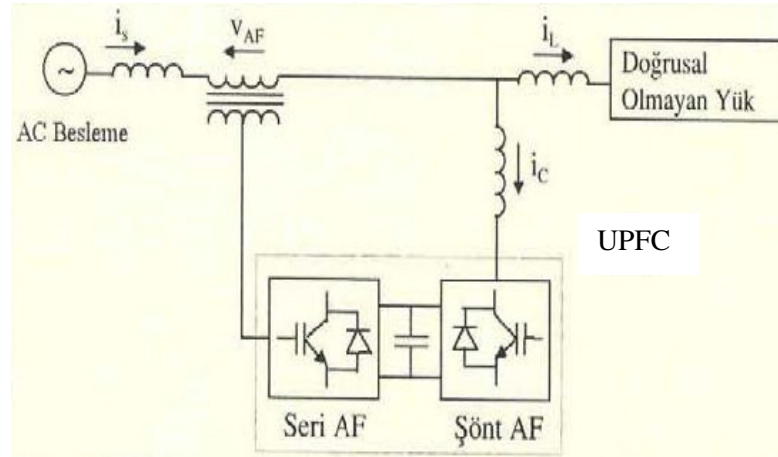 i_s
v_AF
i_L
~
Doğrusal
Olmayan Yük
AC Besleme
i_C
UPFC
Seri AF
Şönt AF